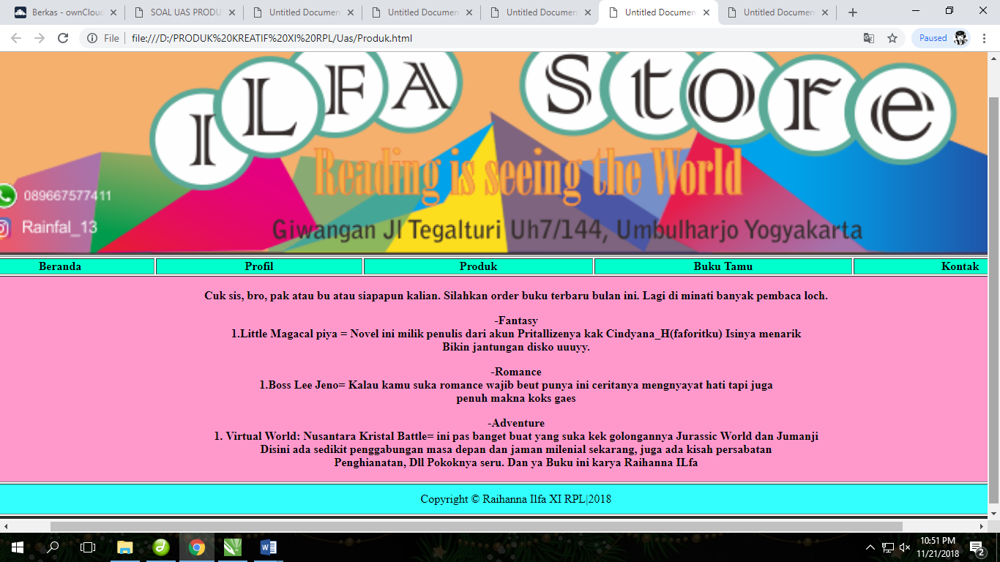 Berkas - ownCloud
SOAL UAS PRODU
Untitled Documen
Untitled Documen
Untitled Documen
Untitled Documen
Untitled Documen
File
file:///D:/PRODUK%20KREATIF%20XI%20RPL/Uas/Produk.html
Paused
ILFA Store
Reading is seeing the World
089667577411
Rainfal_13
Giwangan Jl Tegalturi Uh7/144, Umbulharjo Yogyakarta
Beranda
Profil
Produk
Buku Tamu
Kontak
Cuk sis, bro, pak atau bu atau siapapun kalian. Silahkan order buku terbaru bulan ini. Lagi di minati banyak pembaca loch.
-Fantasy
1.Little Magacal piya = Novel ini milik penulis dari akun Pritallizenya kak Cindyana_H(faforitku) Isinya menarik
Bikin jantungan disko uuuyy.
-Romance
1.Boss Lee Jeno= Kalau kamu suka romance wajib beut punya ini ceritanya mengnyayat hati tapi juga
penuh makna koks gaes
-Adventure
1. Virtual World: Nusantara Kristal Battle= ini pas banget buat yang suka kek golongannya Jurassic World dan Jumanji
Disini ada sedikit penggabungan masa depan dan jaman milenial sekarang, juga ada kisah persabatan
Penghianatan, Dll Pokoknya seru. Dan ya Buku ini karya Raihanna ILfa
Copyright © Raihanna Ilfa XI RPL|2018
10:51 PM
11/21/2018
2